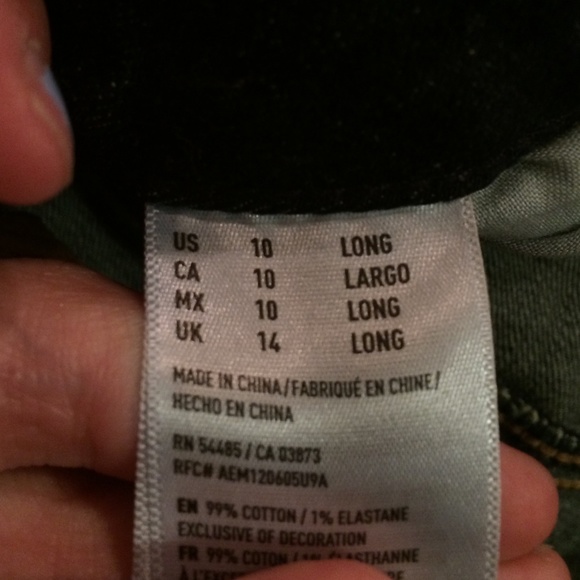 US 10 LONG
CA 10 LARGO
MX 10 LONG
UK 14 LONG
MADE IN CHINA/FABRIQUÉ EN CHINE/
HECHO EN CHINA
RN 54485 / CA 03873
RFC# AEM120605U9A
EN 99% COTTON / 1% ELASTANE
EXCLUSIVE OF DECORATION
FR 99% COTON / 1% ÉLASTHANNE